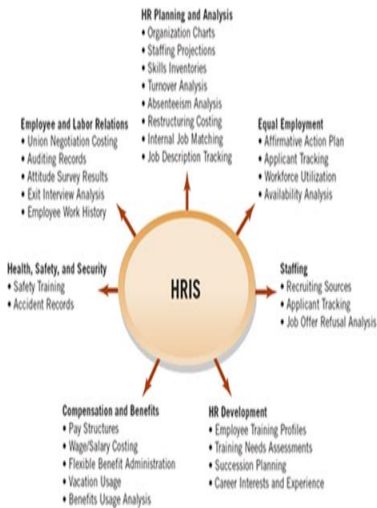 HR Planning and Analysis
• Organization Charts
• Staffing Projections
• Skills Inventories
• Turnover Analysis
• Absenteeism Analysis
• Restructuring Costing
• Internal Job Matching
• Job Description Tracking
Employee and Labor Relations
• Union Negotiation Costing
• Auditing Records
• Attitude Survey Results
• Exit Interview Analysis
• Employee Work History
Equal Employment
• Affirmative Action Plan
• Applicant Tracking
• Workforce Utilization
• Availability Analysis
Health, Safety, and Security
• Safety Training
• Accident Records
HRIS
Staffing
• Recruiting Sources
• Applicant Tracking
• Job Offer Refusal Analysis
Compensation and Benefits
• Pay Structures
• Wage/Salary Costing
• Flexible Benefit Administration
• Vacation Usage
• Benefits Usage Analysis
HR Development
• Employee Training Profiles
• Training Needs Assessments
• Succession Planning
• Career Interests and Experience